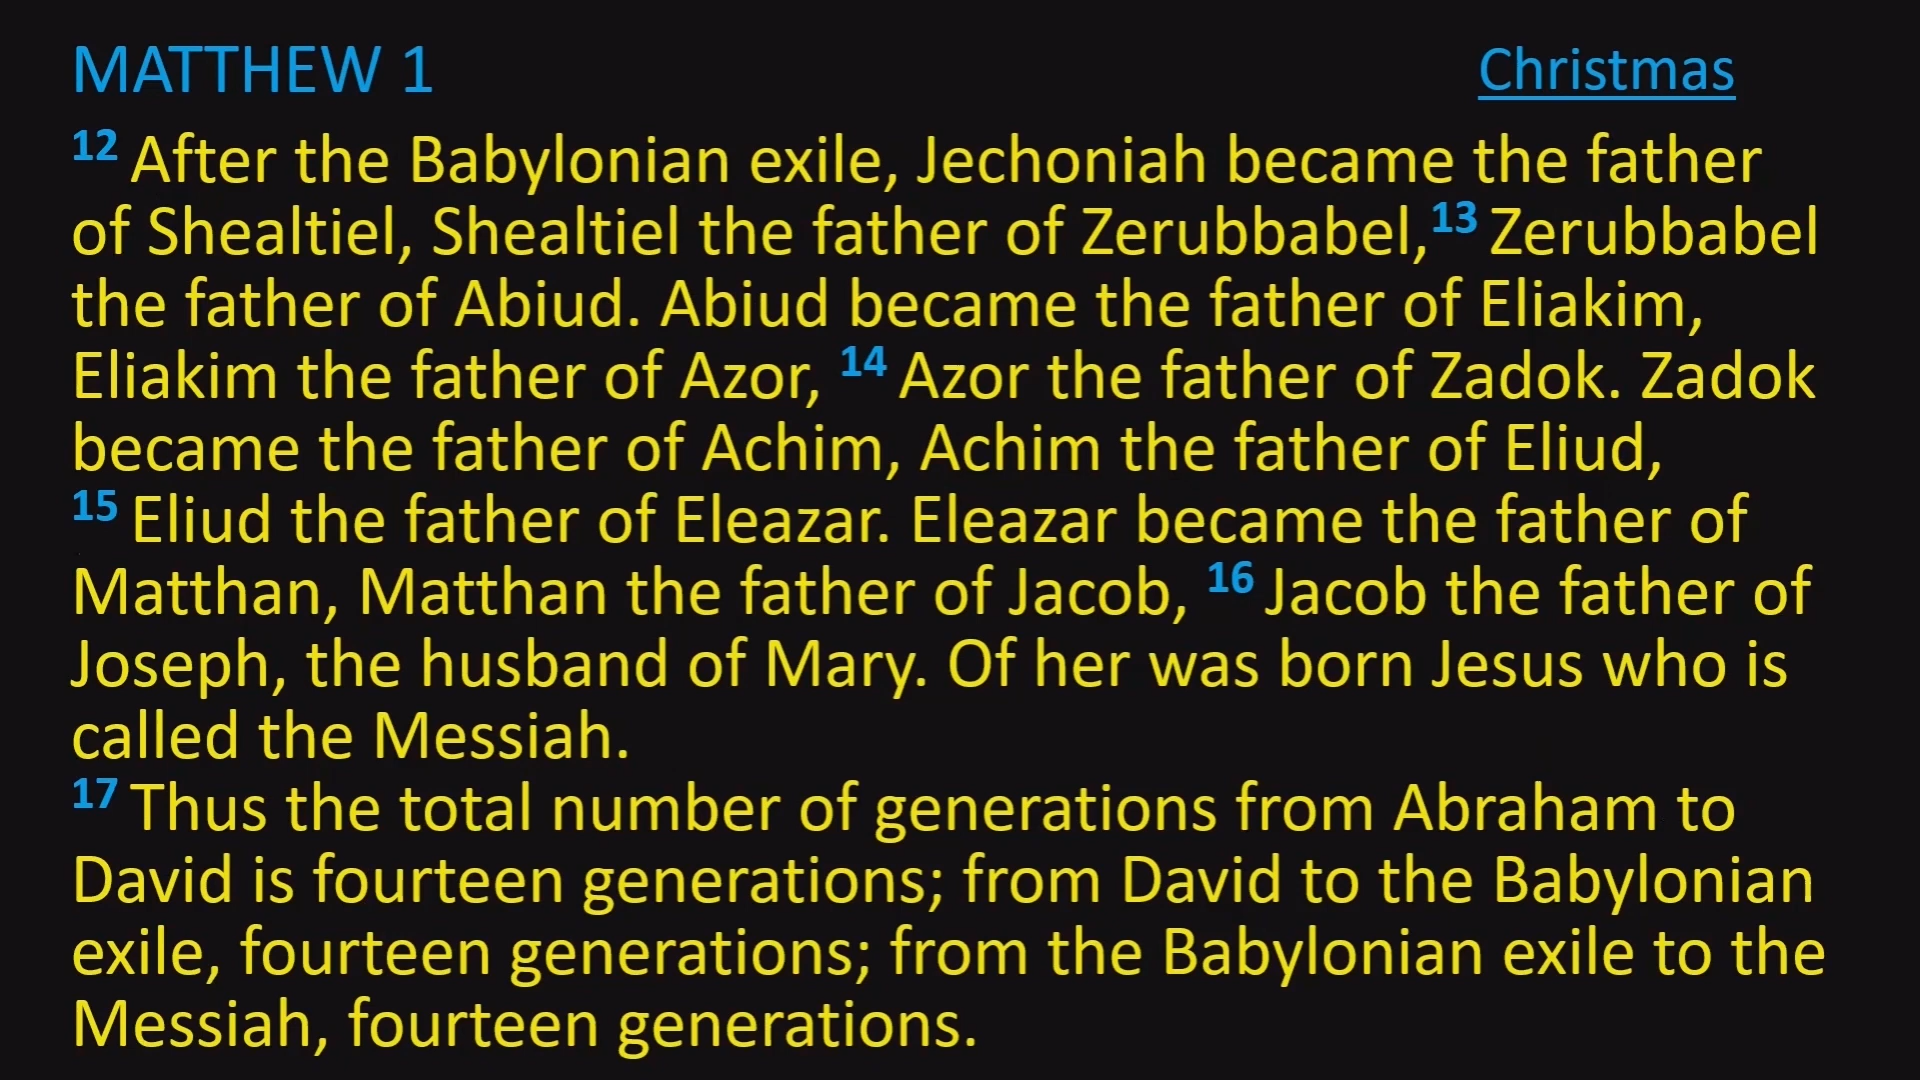 MATTHEW 1 Christmas
12 After the Babylonian exile, Jechoniah became the father
of Shealtiel, Shealtiel the father of Zerubbabel,13 Zerubbabel
the father of Abiud. Abiud became the father of Eliakim,
Eliakim the father of Azor, 14 Azor the father of Zadok. Zadok
became the father of Achim, Achim the father of Eliud,
15 Eliud the father of Eleazar. Eleazar became the father of
Matthan, Matthan the father of Jacob, 16 Jacob the father of
Joseph, the husband of Mary. Of her was born Jesus who is
called the Messiah.
17 Thus the total number of generations from Abraham to
David is fourteen generations; from David to the Babylonian
exile, fourteen generations; from the Babylonian exile to the
Messiah, fourteen generations.